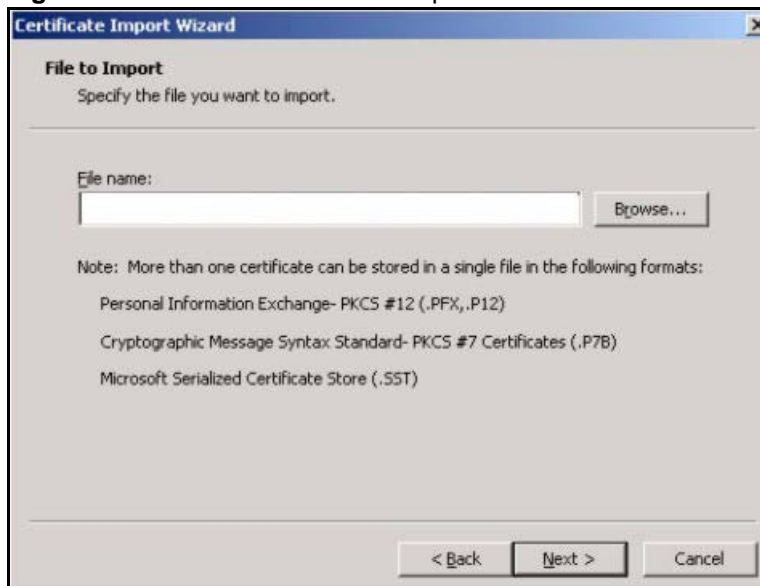 Certificate Import Wizard
File to Import
Specify the file you want to import.
File name:
Browse...
Note: More than one certificate can be stored in a single file in the following formats:
Personal Information Exchange- PKCS #12 (.PFX,.P12)
Cryptographic Message Syntax Standard- PKCS #7 Certificates (.P7B)
Microsoft Serialized Certificate Store (.SST)
< Back
Next >
Cancel